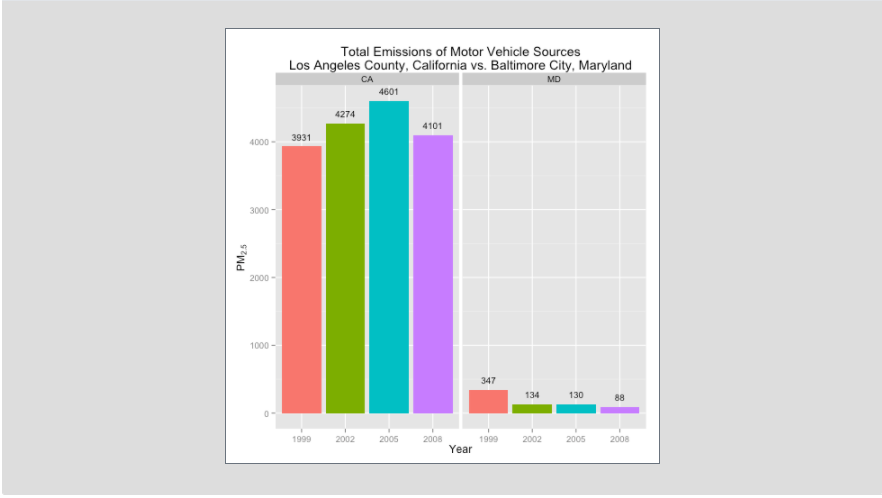 Total Emissions of Motor Vehicle Sources
Los Angeles County, California vs. Baltimore City, Maryland
CA
MD
4601
4274
4101
3931
4000
3000
2000
1000
0
PM2.5
347
134
130
88
1999 2002 2005 2008
1999 2002 2005 2008
Year